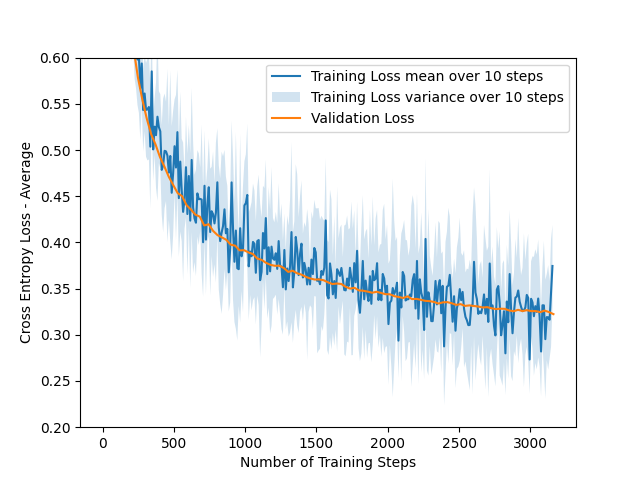 Training Loss mean over 10 steps
Training Loss variance over 10 steps
Validation Loss
0.60
0.55
0.50
0.45
0.40
0.35
0.30
0.25
0.20
Cross Entropy Loss - Average
0 500 1000 1500 2000 2500 3000
Number of Training Steps